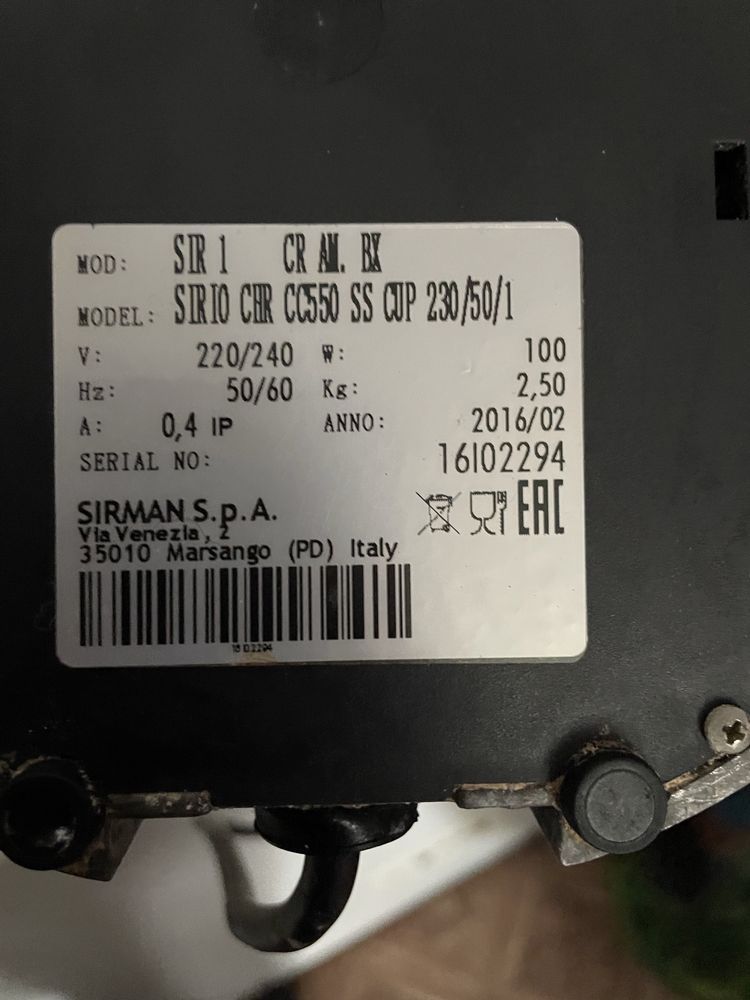 MOD: SIR 1 CR AM. BX
MODEL: SIRIO CHR CC550 SS CUP 230/50/1
V: 220/240 W: 100
Hz: 50/60 Kg: 2,50
A: 0,4 IP ANNO: 2016/02
SERIAL NO: 16I02294
EAC
SIRMAN S.p.A.
Via Venezia, 2
35010 Marsango (PD) Italy
16I02294